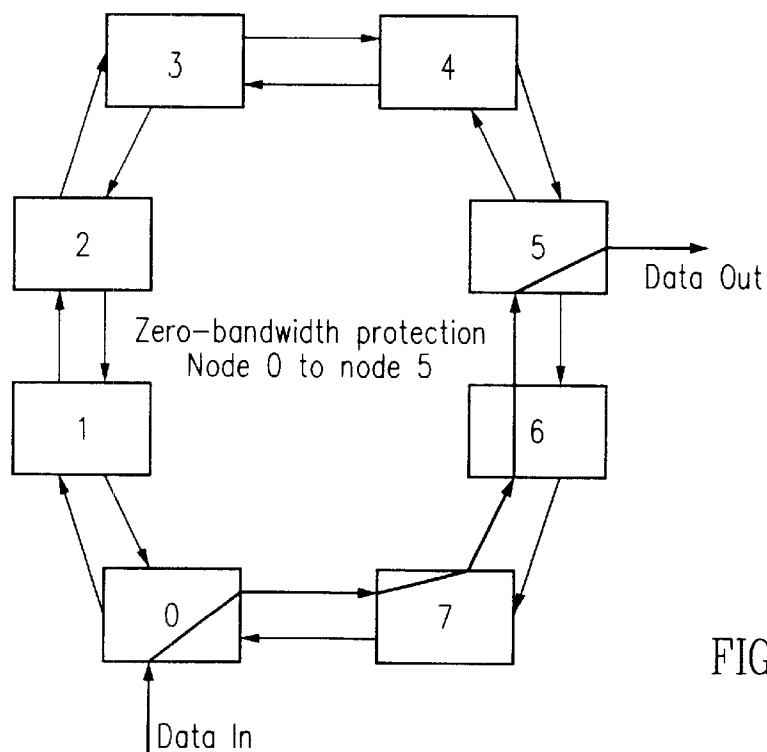 3
4
2
5
Data Out
Zero-bandwidth protection
Node 0 to node 5
1
6
0
7
FIG
Data In